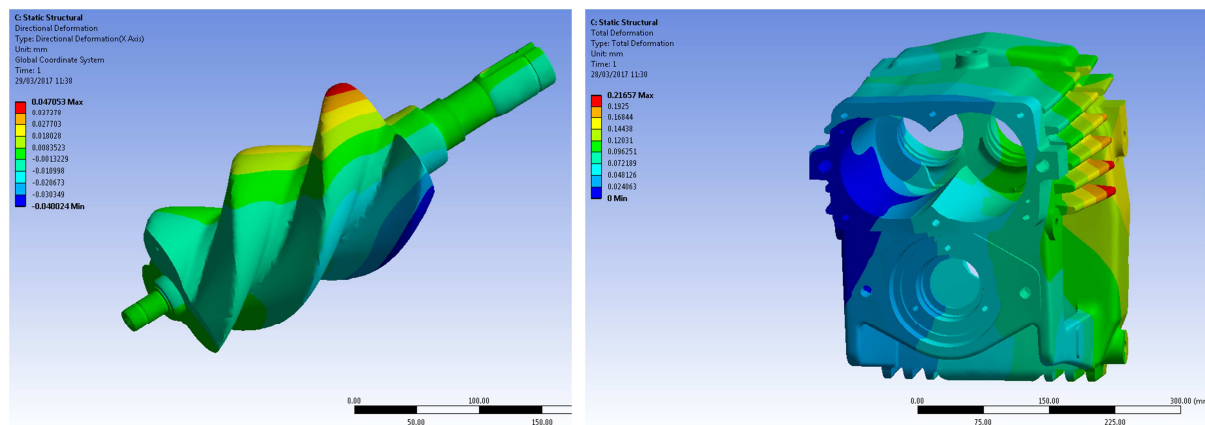 C: Static Structural
Directional Deformation
Type: Directional Deformation(X Axis)
Unit: mm
Global Coordinate System
Time: 1
29/03/2017 11:38
0.047053 Max
0.037379
0.027703
0.018028
0.0083523
-0.0013229
-0.010998
-0.020673
-0.030349
-0.040024 Min
0.00
100.00
50.00
150.00
C: Static Structural
Total Deformation
Type: Total Deformation
Unit: mm
Time: 1
28/03/2017 11:30
0.21657 Max
0.1925
0.16844
0.14438
0.12031
0.096251
0.072189
0.048126
0.024063
0 Min
0.00
150.00
300.00 (mm
75.00
225.00